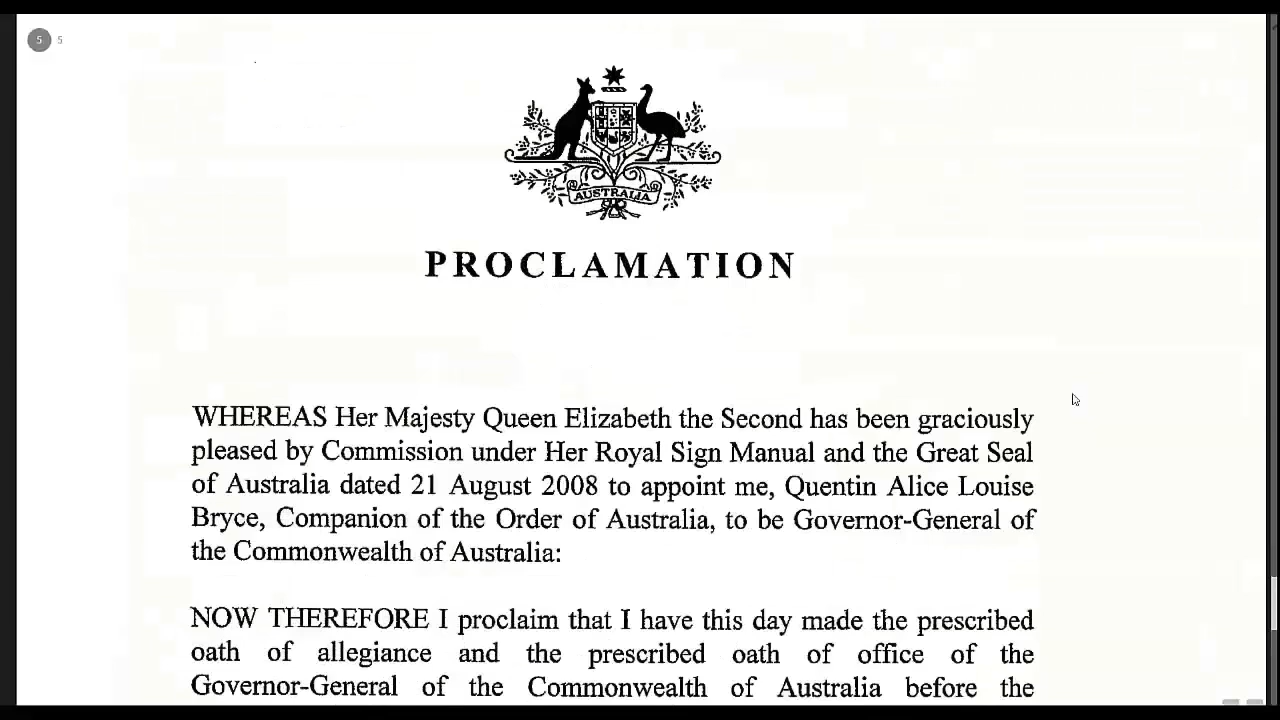 5 5
AUSTRALIA
PROCLAMATION
WHEREAS Her Majesty Queen Elizabeth the Second has been graciously
pleased by Commission under Her Royal Sign Manual and the Great Seal
of Australia dated 21 August 2008 to appoint me, Quentin Alice Louise
Bryce, Companion of the Order of Australia, to be Governor-General of
the Commonwealth of Australia:
NOW THEREFORE I proclaim that I have this day made the prescribed
oath of allegiance and the prescribed oath of office of the
Governor-General of the Commonwealth of Australia before the